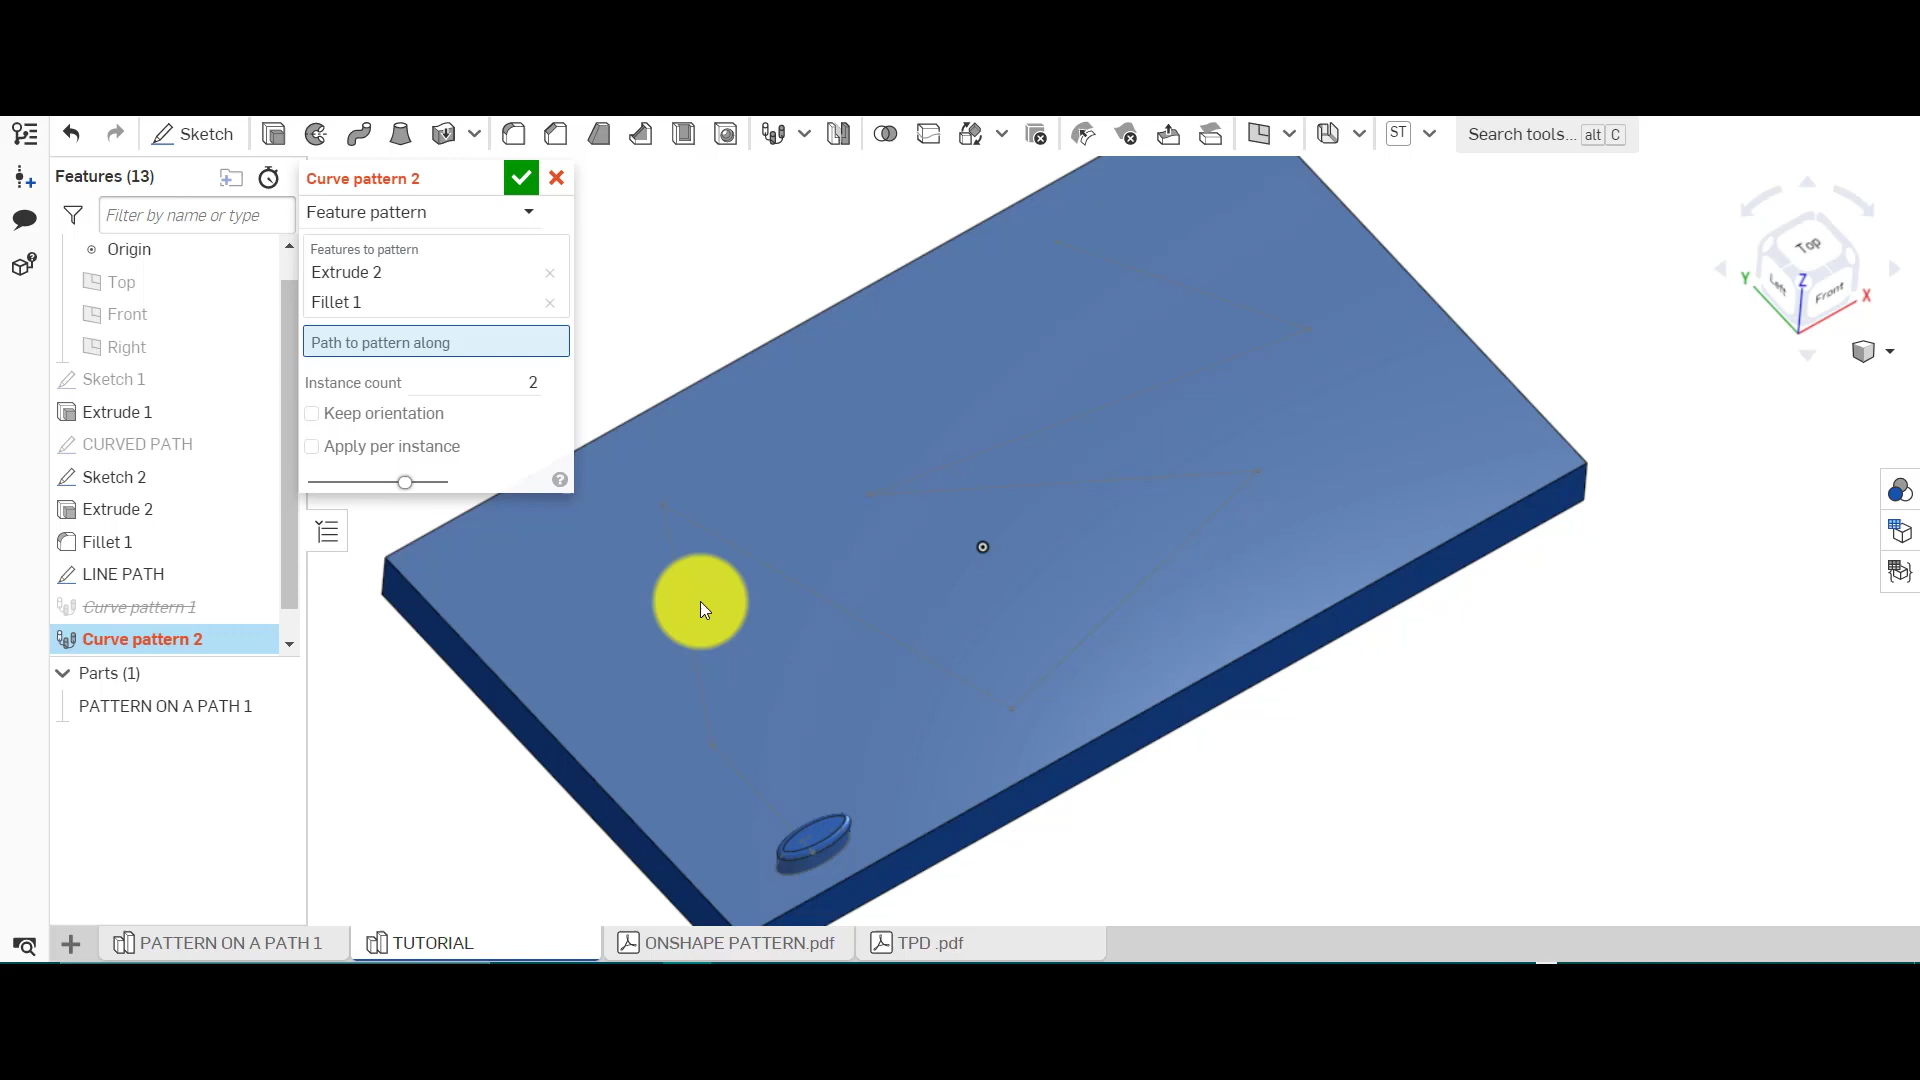 Sketch
ST
Search tools... alt C
Features (13)
Filter by name or type
Origin
Top
Front
Right
Sketch 1
Extrude 1
CURVED PATH
Sketch 2
Extrude 2
Fillet 1
LINE PATH
Curve pattern 1
Curve pattern 2
Parts (1)
PATTERN ON A PATH 1
Curve pattern 2
Feature pattern
Features to pattern
Extrude 2
Fillet 1
Path to pattern along
Instance count 2
Keep orientation
Apply per instance
?
Top
Left
Front
Y
Z
X
PATTERN ON A PATH 1
TUTORIAL
ONSHAPE PATTERN.pdf
TPD .pdf